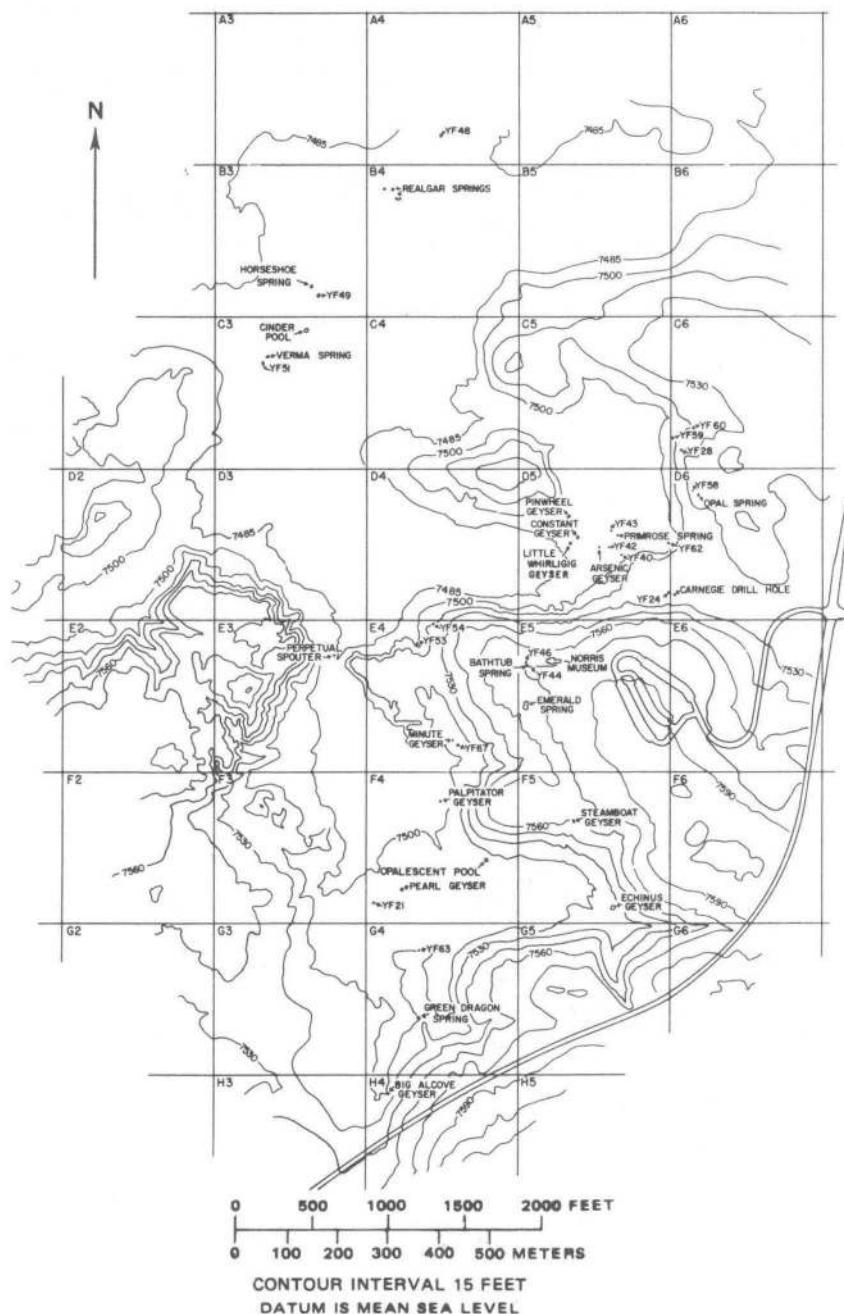 A3 A4 A5 A6
N
7485 YF48 7485
B3 B4 B5 B6
REALGAR SPRINGS
7485
HORSESHOE
SPRING
YF49
7500
C3 C4 C5 C6
CINDER
POOL
VERMA SPRING
YF51
7530
7500
7485
7500
YF60
YF59
YF28
D2 D3 D4 D5 D6
YF58
OPAL SPRING
PINWHEEL
GEYSER
CONSTANT
GEYSER
YF43
PRIMROSE SPRING
LITTLE
WHIRLIGIG
GEYSER
YF42
YF40
YF62
ARSENIC
GEYSER
7500
7485
7500
7485
7500
YF24 CARNEGIE DRILL HOLE
E2 E3 E4 E5 E6
YF54
7560
YF53
PERPETUAL
SPOUTER
7560
7530
YF46
BATHTUB
SPRING
NORRIS
MUSEUM
YF44
7530
EMERALD
SPRING
MINUTE
GEYSER
YF67
F2 F3 F4 F5 F6
PALPITATOR
GEYSER
7590
7530
7500
7560
STEAMBOAT
GEYSER
7560
OPALESCENT POOL
PEARL GEYSER
YF21
ECHINUS
GEYSER
7590
G2 G3 G4 G5 G6
YF63
7530
7560
GREEN DRAGON
SPRING
7530
H3 H4 H5
BIG ALCOVE
GEYSER
7590
0 500 1000 1500 2000 FEET
0 100 200 300 400 500 METERS
CONTOUR INTERVAL 15 FEET
DATUM IS MEAN SEA LEVEL